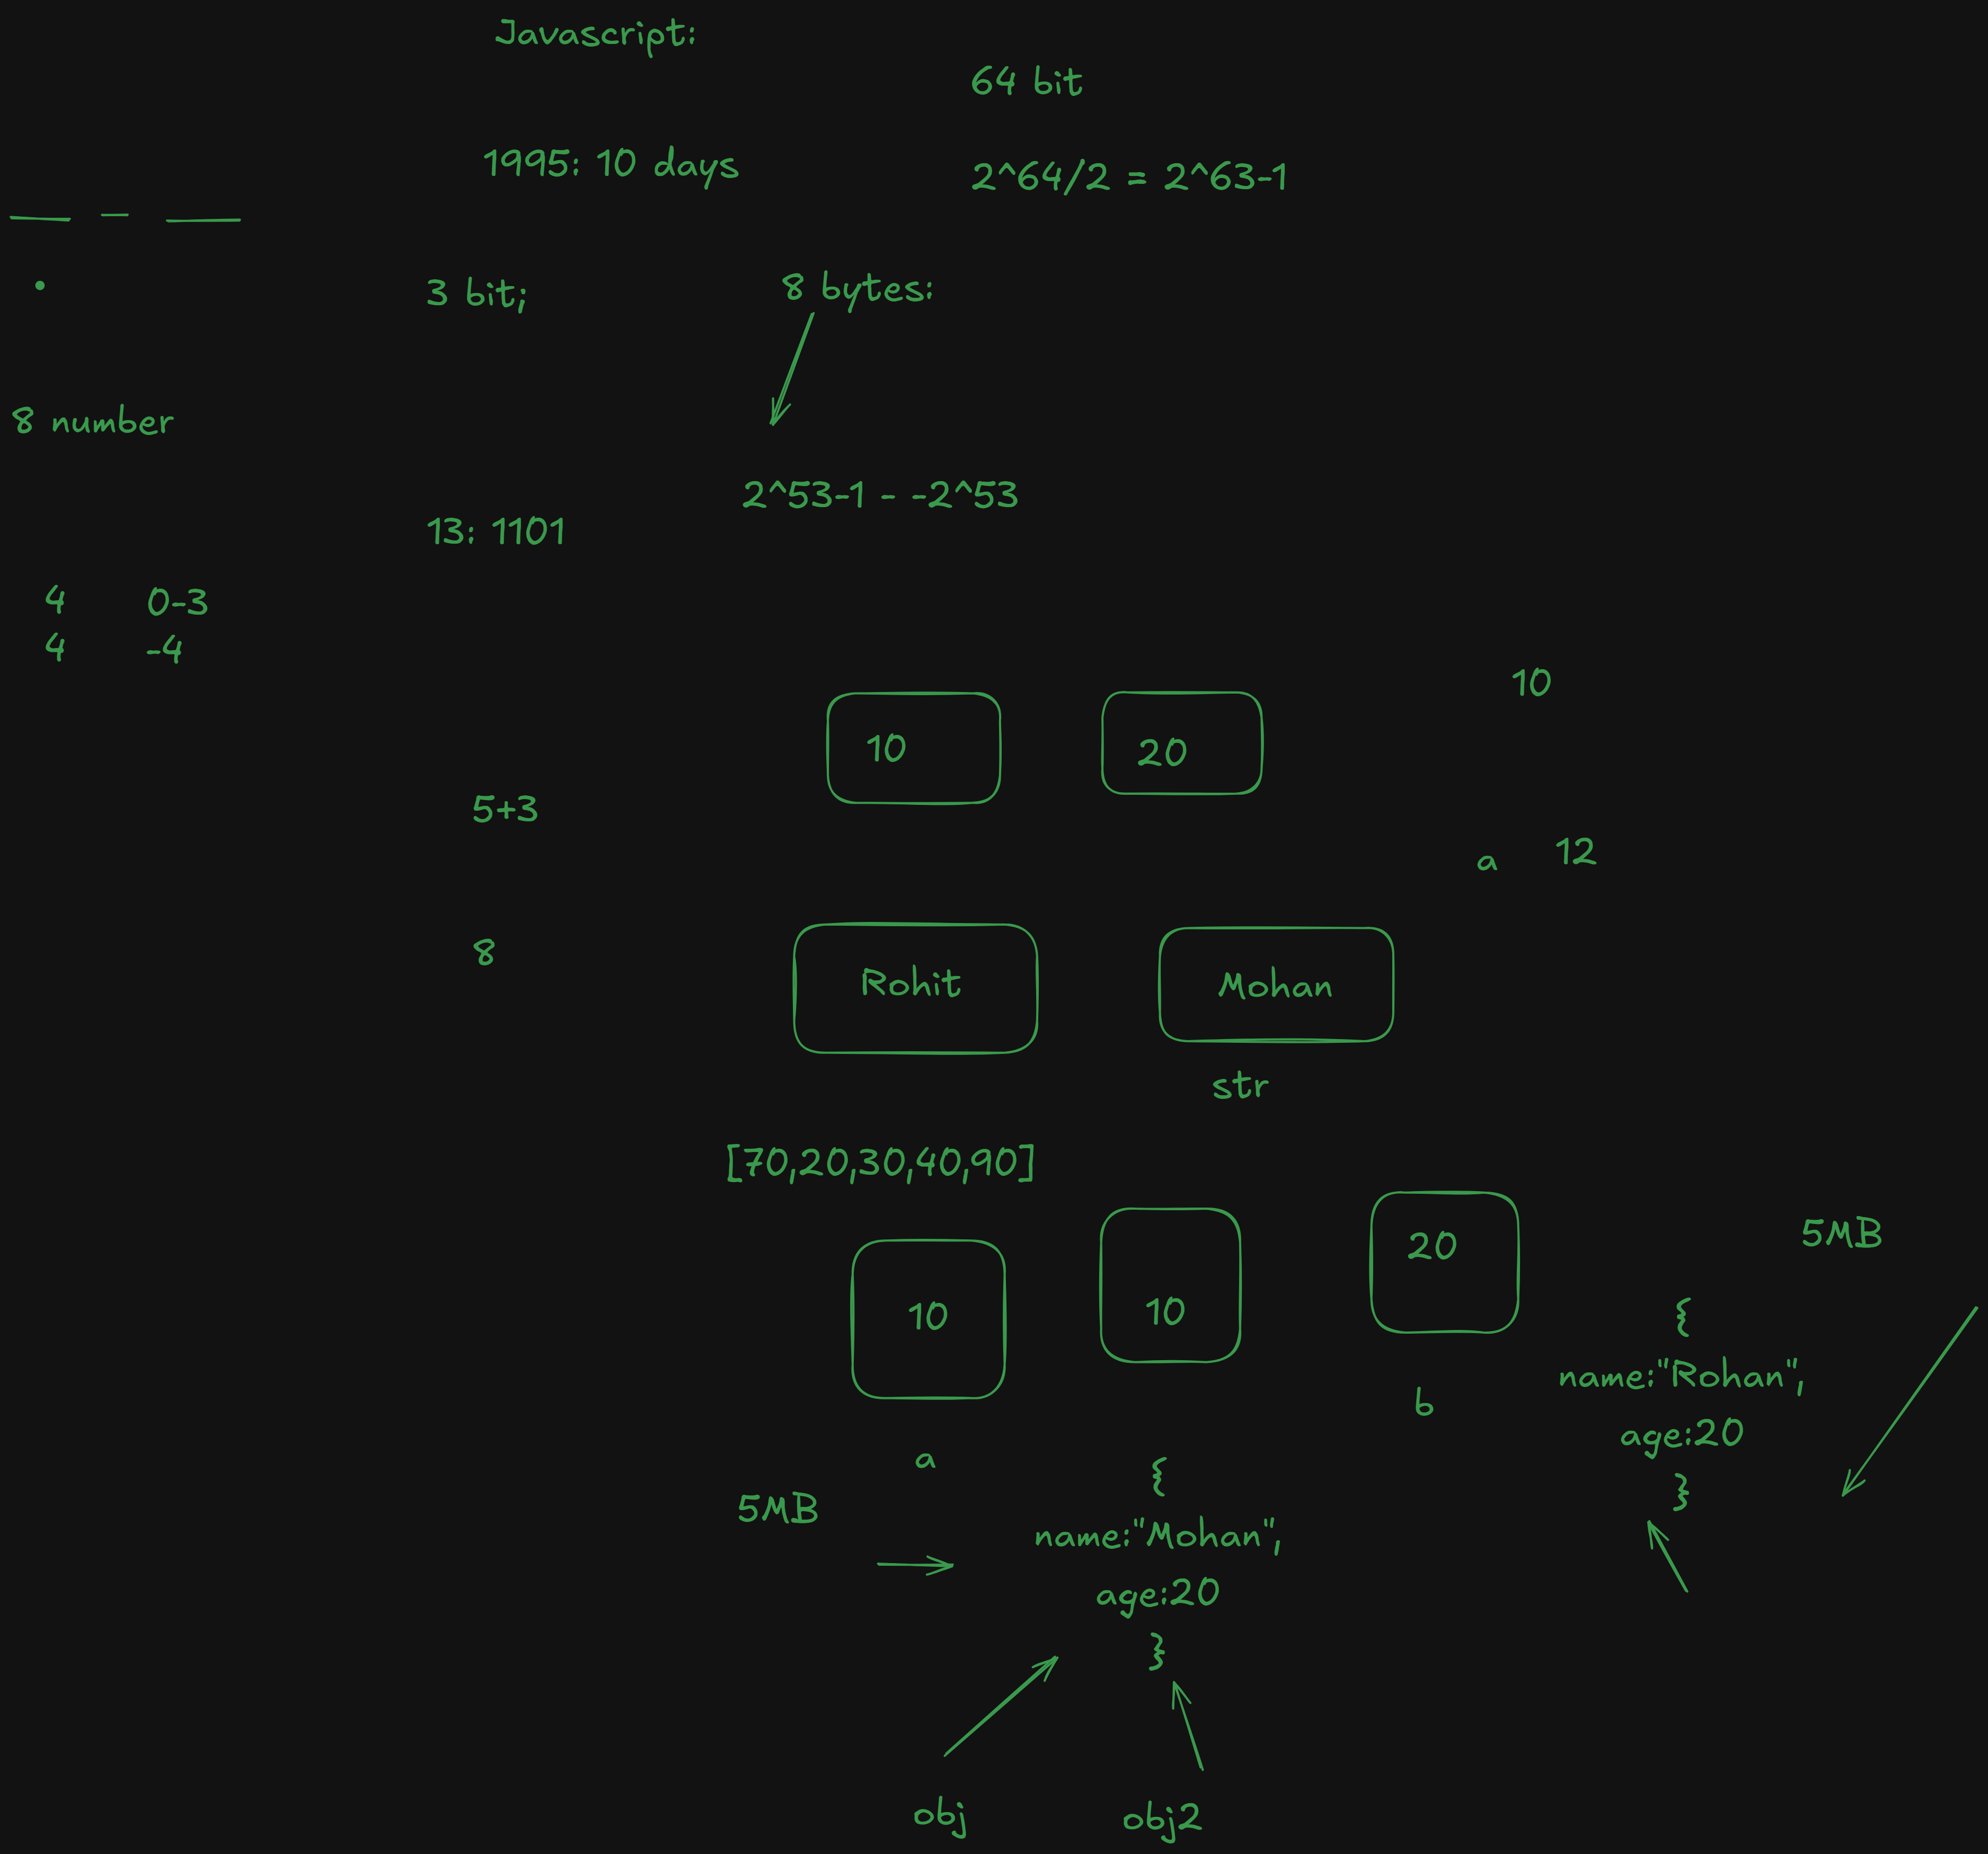 Javascript:
64 bit
1995: 10 days
2^64/2 = 2^63-1
3 bit;
8 bytes:
8 number
2^53-1 - -2^53
13: 1101
4 0-3
4 -4
10
10
20
5+3
a 12
8
Rohit
Mohan
str
[70,20,30,40,90]
20
5MB
10
10
{
name:"Rohan",
age:20
}
b
a
5MB
{
name:"Mohan",
age:20
}
obj
obj2